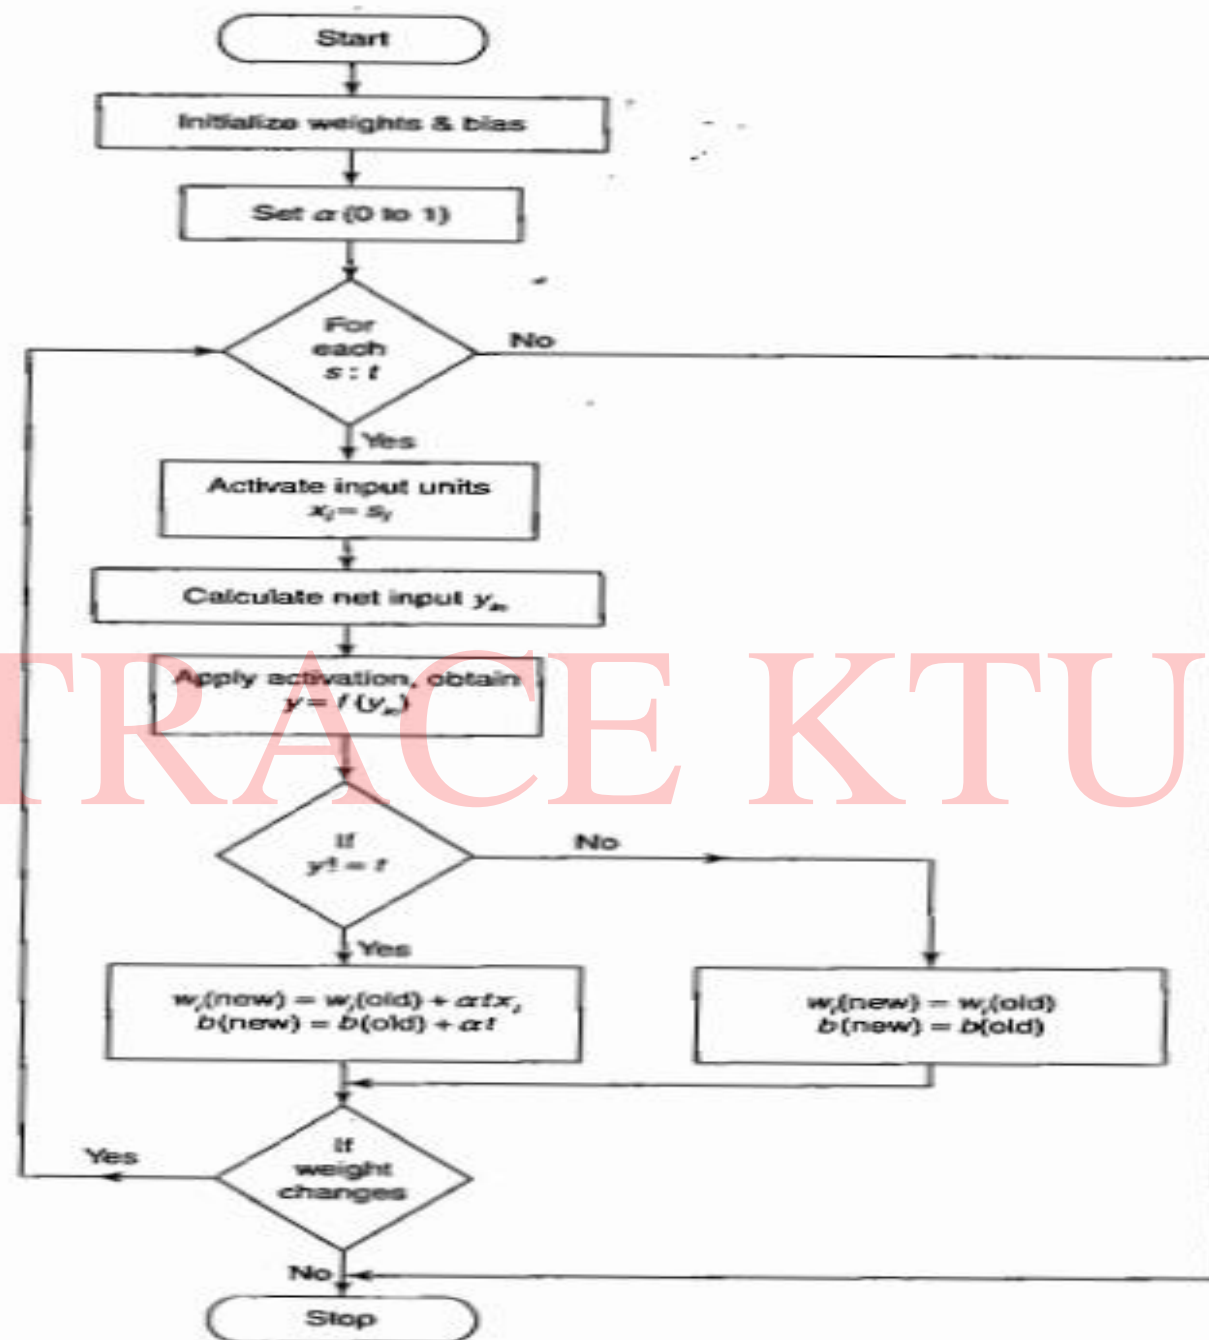 Start
Initialize weights & bias
Set α (0 to 1)
For
each
s : t
No
Yes
Activate input units
xᵢ = sᵢ
Calculate net input yᵢₙ
Apply activation, obtain
y = f (yᵢₙ)
TRACE KTU
If
y! = t
No
Yes
wᵢ(new) = wᵢ(old) + αtxᵢ
b(new) = b(old) + αt
wᵢ(new) = wᵢ(old)
b(new) = b(old)
If
weight
changes
Yes
No
Stop